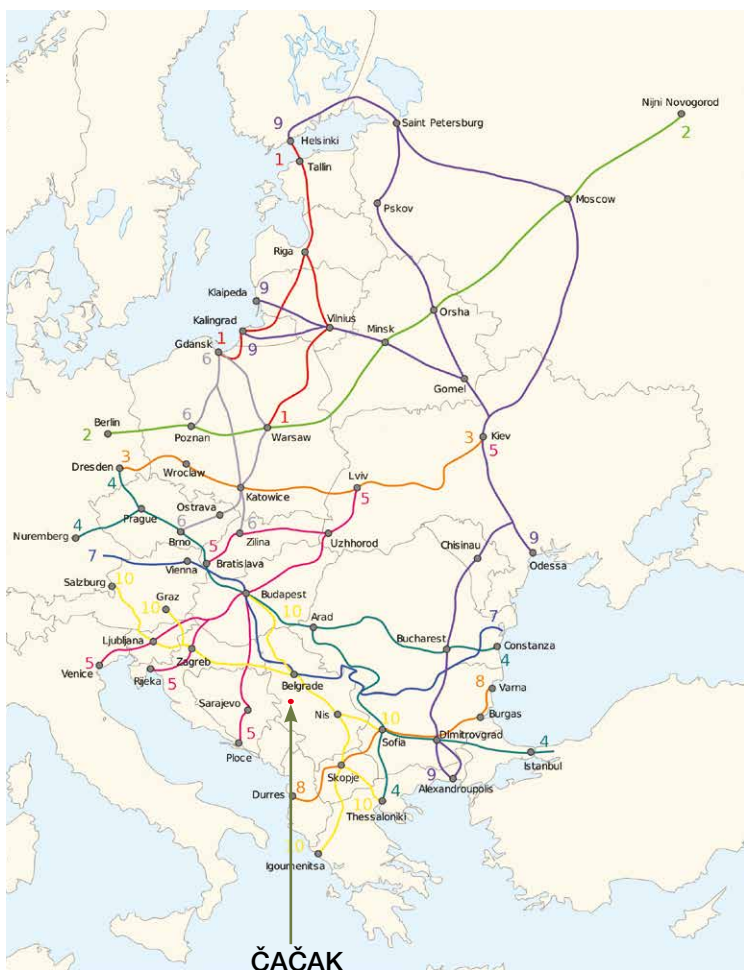 Nijni Novogorod
2
9
Saint Petersburg
Helsinki
1
Tallin
Moscow
Pskov
Riga
Klaipeda
9
Orsha
Kalingrad
Vilnius
1
Minsk
Gdansk
9
6
Gomel
Berlin
6
1
2
Poznan
Warsaw
3
Kiev
5
Dresden
3
4
Wroclaw
Lviv
Katowice
5
Ostrava
4
Prague
6
6
Nuremberg
Brno
Zilina
Uzhhorod
5
Chisinau
9
7
Odessa
Vienna
Bratislava
Salzburg
10
Budapest
Graz
10
10
Arad
7
Ljubljana
Bucharest
Constanza
4
Zagreb
Venice
5
Rijeka
5
Belgrade
8
Varna
Sarajevo
Nis
10
Burgas
5
Sofia
Dimitrovgrad
Ploce
4
Istanbul
Skopje
9
Durres
8
10
4
Alexandroupolis
Thessaloniki
10
Igoumenitsa
ČAČAK